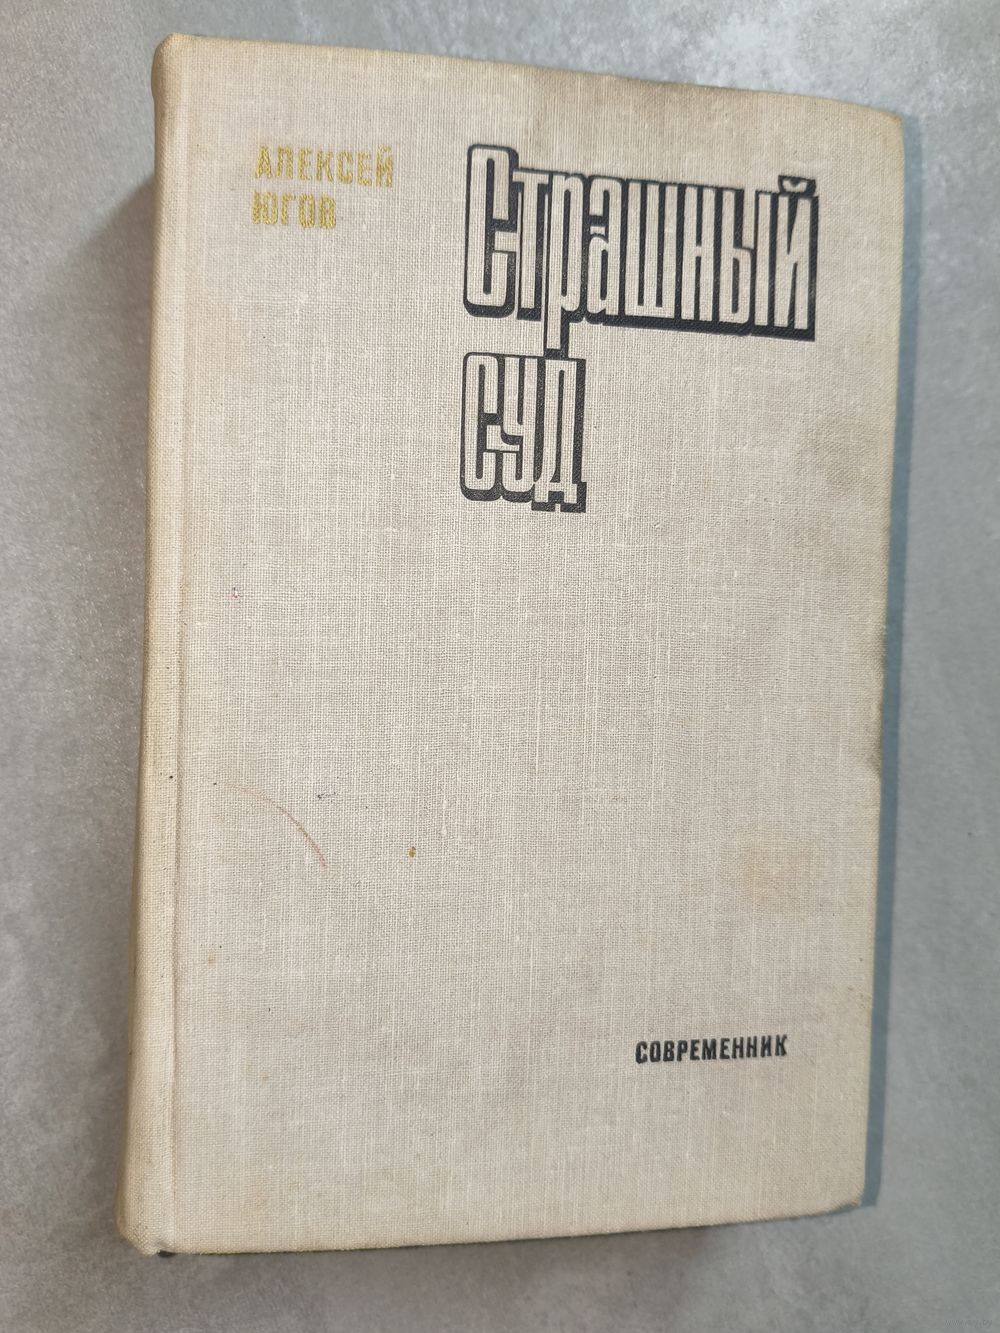 АЛЕКСЕЙ
ЮГОВ
Страшный
суд
СОВРЕМЕННИК